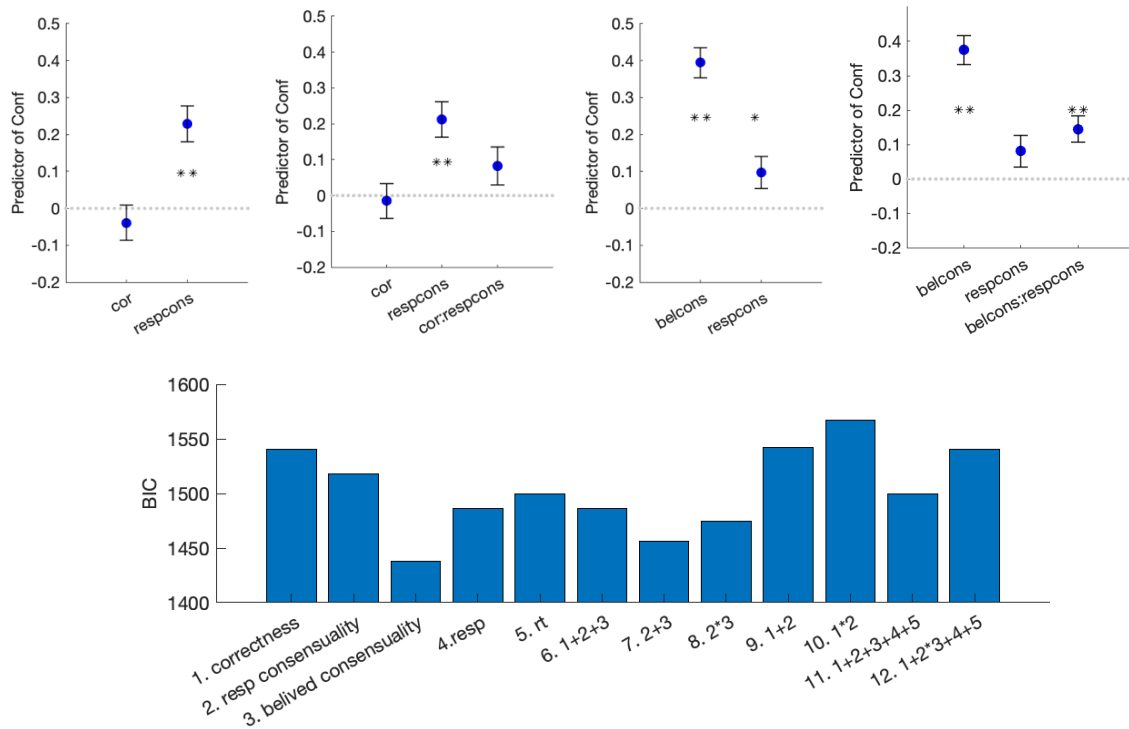 Predictor of Conf
0.5
0.4
0.3
0.2
0.1
0
-0.1
-0.2
**
cor
respcons
Predictor of Conf
0.5
0.4
0.3
0.2
0.1
0
-0.1
-0.2
**
cor
respcons
cor:respcons
Predictor of Conf
0.5
0.4
0.3
0.2
0.1
0
-0.1
-0.2
**
*
belcons
respcons
Predictor of Conf
0.4
0.3
0.2
0.1
0
-0.1
-0.2
**
**
belcons
respcons
belcons:respcons
BIC
1600
1550
1500
1450
1400
1. correctness
2. resp consensuality
3. belived consensuality
4.resp
5. rt
6. 1+2+3
7. 2+3
8. 2*3
9. 1+2
10. 1*2
11. 1+2+3+4+5
12. 1+2*3+4+5